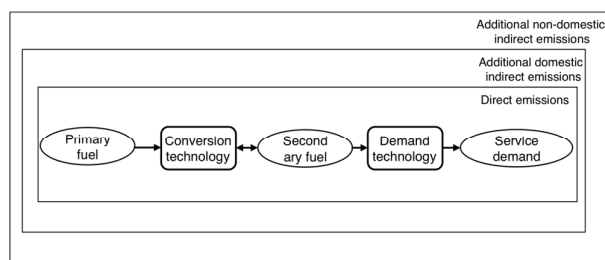 Additional non-domestic
indirect emissions
Additional domestic
indirect emissions
Direct emissions
Primary
fuel
Conversion
technology
Second
ary fuel
Demand
technology
Service
demand